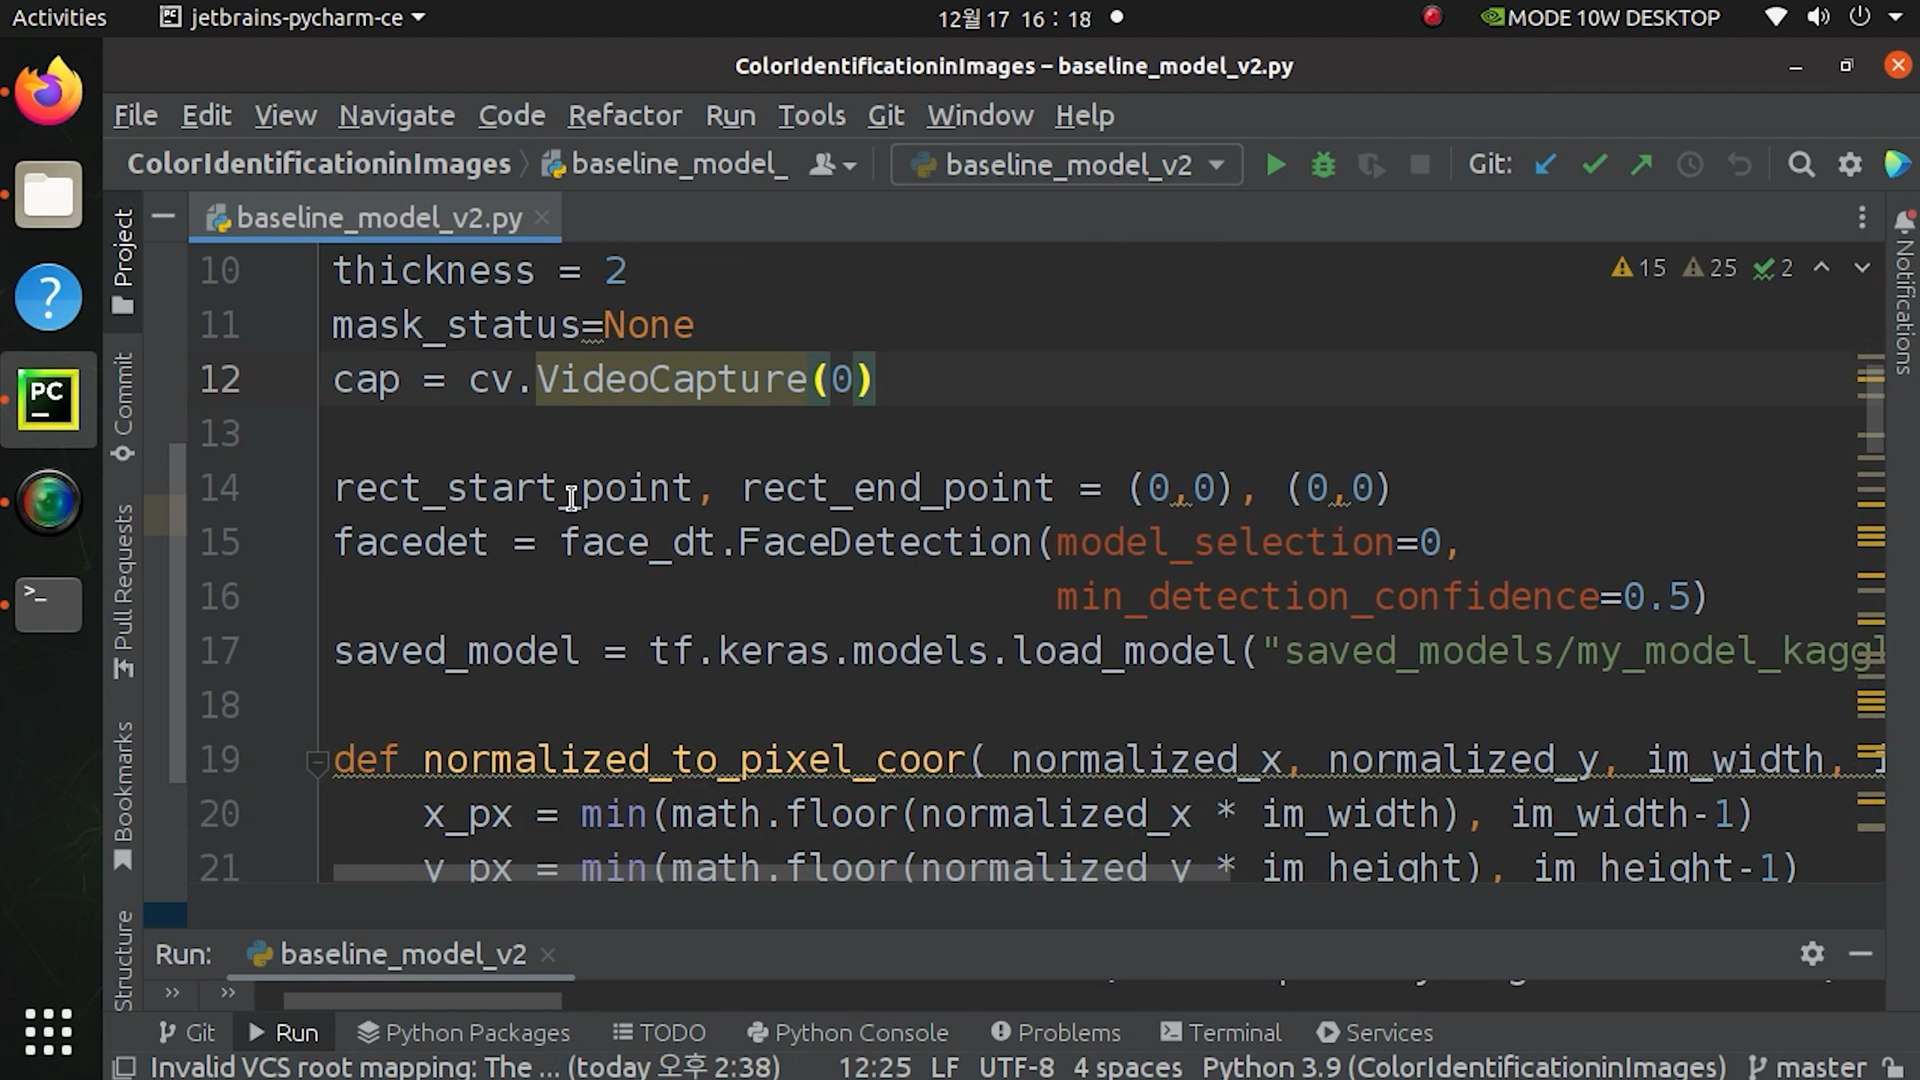 Activities
jetbrains-pycharm-ce
12월 17 16 : 18
MODE 10W DESKTOP
ColorIdentificationinImages – baseline_model_v2.py
File Edit View Navigate Code Refactor Run Tools Git Window Help
ColorIdentificationinImages
baseline_model_
baseline_model_v2
Git:
baseline_model_v2.py
15 25 2
10 thickness = 2
11 mask_status=None
12 cap = cv.VideoCapture(0)
13
14 rect_start_point, rect_end_point = (0,0), (0,0)
15 facedet = face_dt.FaceDetection(model_selection=0,
16 min_detection_confidence=0.5)
17 saved_model = tf.keras.models.load_model("saved_models/my_model_kaggl
18
19 def normalized_to_pixel_coor( normalized_x, normalized_y, im_width, i
20 x_px = min(math.floor(normalized_x * im_width), im_width-1)
21 y_px = min(math.floor(normalized_y * im_height), im_height-1)
Project
Commit
Pull Requests
Bookmarks
Structure
Notifications
PC
>_
?
Run: baseline_model_v2
Git Run Python Packages TODO Python Console Problems Terminal Services
Invalid VCS root mapping: The ... (today 오후 2:38) 12:25 LF UTF-8 4 spaces Python 3.9 (ColorIdentificationinImages) master